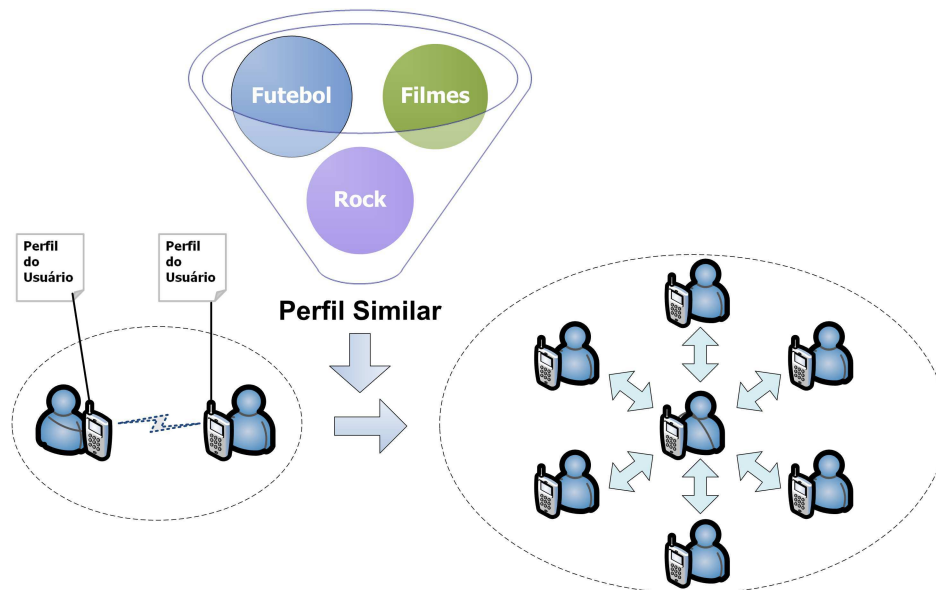 Futebol
Filmes
Rock
Perfil
do
Usuário
Perfil
do
Usuário
Perfil Similar